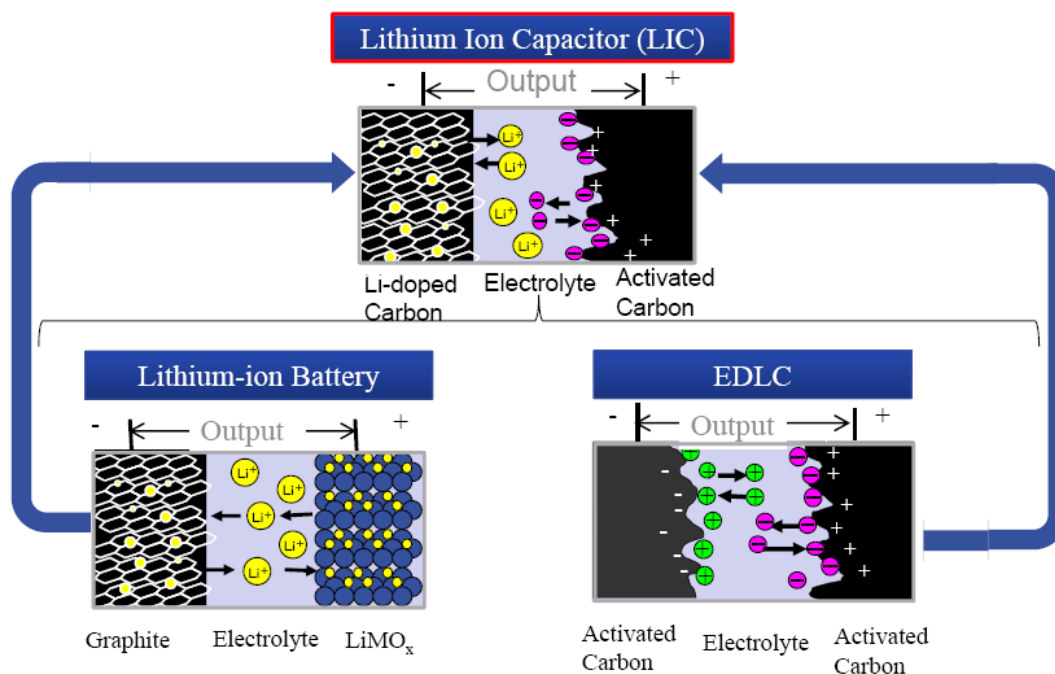 Lithium Ion Capacitor (LIC)
- Output +
Li⁺
Li⁺
Li⁺
Li⁺
Li-doped Carbon
Electrolyte
Activated Carbon
Lithium-ion Battery
- Output +
Li⁺
Li⁺
Li⁺
Li⁺
Li⁺
Graphite
Electrolyte
LiMOₓ
EDLC
- Output +
Activated Carbon
Electrolyte
Activated Carbon